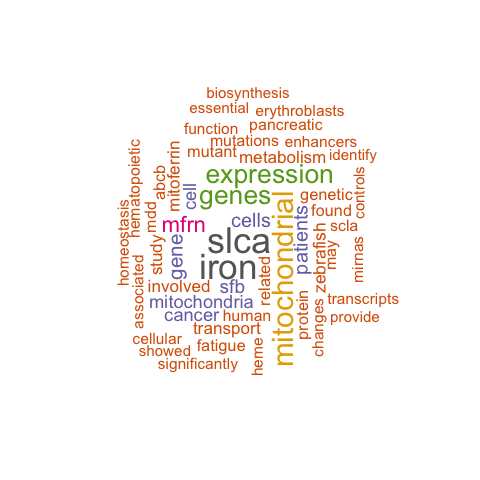 biosynthesis
essential
erythroblasts
function
pancreatic
mutations
enhancers
mutant
metabolism
identify
hematopoietic
abcb
mitoferrin
cell
expression
genes
genetic
controls
homeostasis
mdd
mfrn
cells
found
patients
scla
slca
mitochondrial
zebrafish
may
mirnas
study
gene
iron
related
associated
involved
sfb
mitochondria
transcripts
cancer
human
protein
changes
provide
transport
cellular
showed
fatigue
heme
significantly